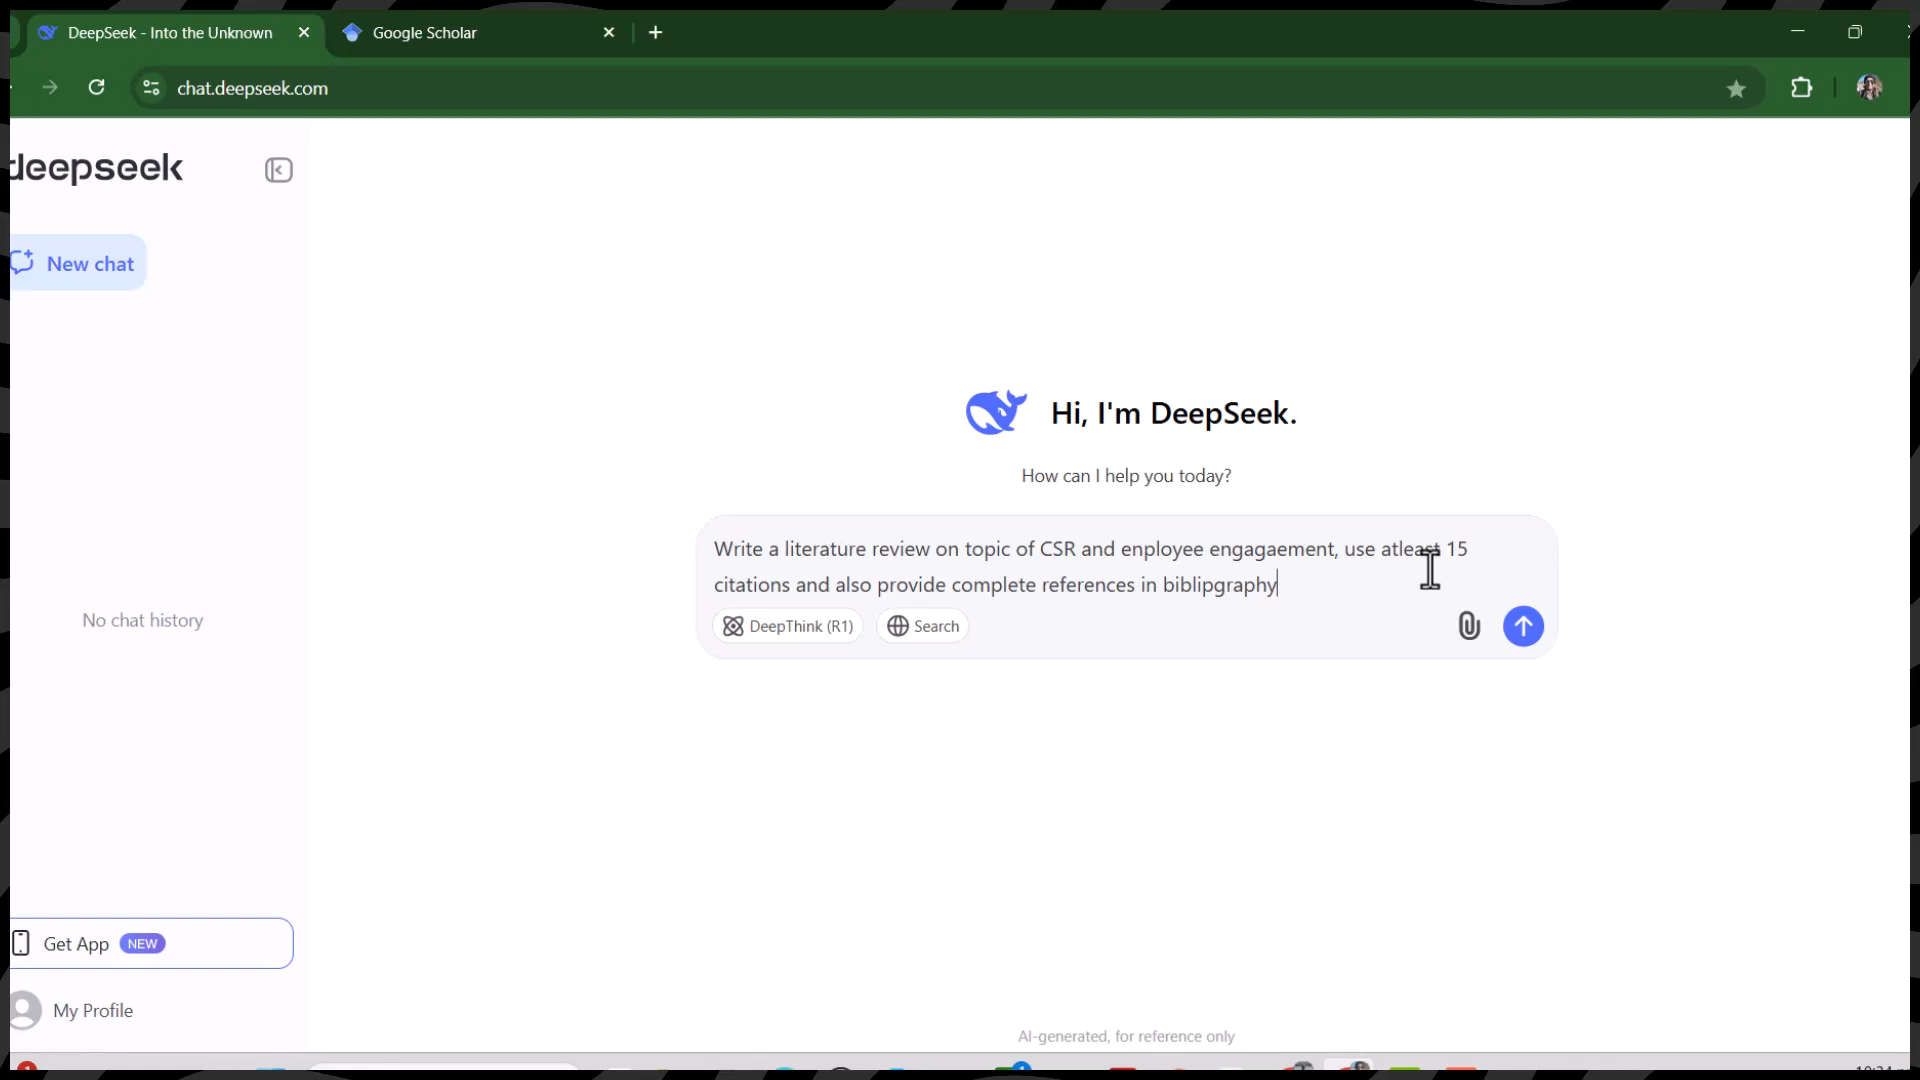 DeepSeek - Into the Unknown
Google Scholar
chat.deepseek.com
deepseek
New chat
Hi, I'm DeepSeek.
How can I help you today?
Write a literature review on topic of CSR and enployee engagaement, use atleast 15
citations and also provide complete references in biblipgraphy
DeepThink (R1)
Search
No chat history
Get App NEW
My Profile
AI-generated, for reference only